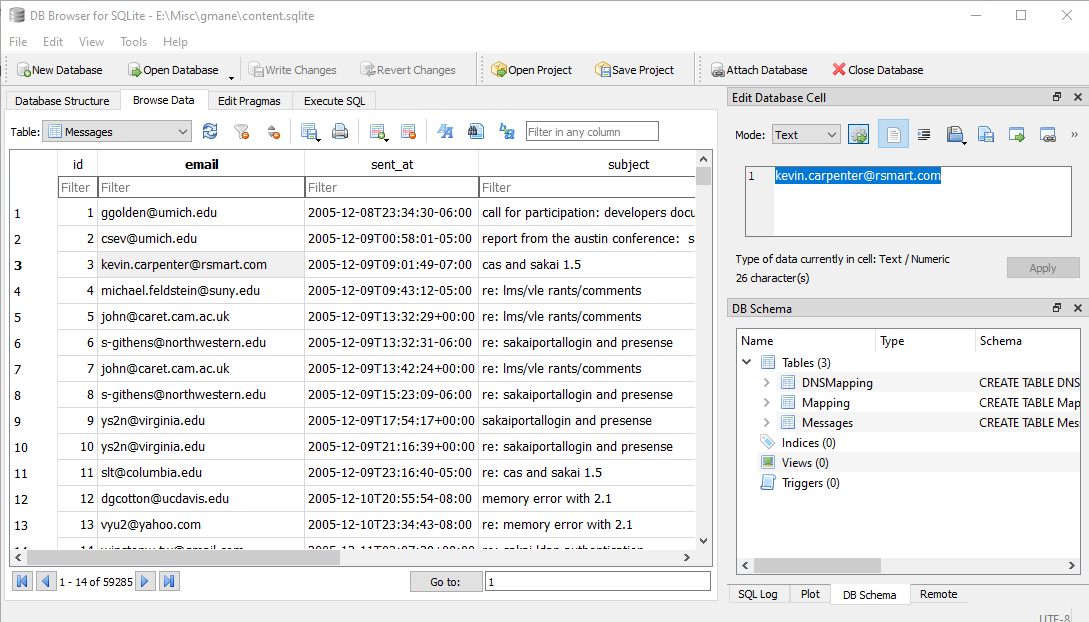 DB Browser for SQLite - E:\Misc\gmane\content.sqlite
File Edit View Tools Help
New Database Open Database Write Changes Revert Changes Open Project Save Project Attach Database Close Database
Database Structure Browse Data Edit Pragmas Execute SQL
Table: Messages Filter in any column
id email sent_at subject
Filter Filter Filter Filter
1 1 ggolden@umich.edu 2005-12-08T23:34:30-06:00 call for participation: developers docu
2 2 csev@umich.edu 2005-12-09T00:58:01-05:00 report from the austin conference: s
3 3 kevin.carpenter@rsmart.com 2005-12-09T09:01:49-07:00 cas and sakai 1.5
4 4 michael.feldstein@suny.edu 2005-12-09T09:43:12-05:00 re: lms/vle rants/comments
5 5 john@caret.cam.ac.uk 2005-12-09T13:32:29+00:00 re: lms/vle rants/comments
6 6 s-githens@northwestern.edu 2005-12-09T13:32:31-06:00 re: sakaiportallogin and presense
7 7 john@caret.cam.ac.uk 2005-12-09T13:42:24+00:00 re: lms/vle rants/comments
8 8 s-githens@northwestern.edu 2005-12-09T15:23:09-06:00 re: sakaiportallogin and presense
9 9 ys2n@virginia.edu 2005-12-09T17:54:17+00:00 sakaiportallogin and presense
10 10 ys2n@virginia.edu 2005-12-09T21:16:39+00:00 re: sakaiportallogin and presense
11 11 slt@columbia.edu 2005-12-09T23:16:40-05:00 re: cas and sakai 1.5
12 12 dgcotton@ucdavis.edu 2005-12-10T20:55:54-08:00 memory error with 2.1
13 13 vyu2@yahoo.com 2005-12-10T23:34:43-08:00 re: memory error with 2.1
1 - 14 of 59285 Go to: 1
Edit Database Cell
Mode: Text
1 kevin.carpenter@rsmart.com
Type of data currently in cell: Text / Numeric
26 character(s)
Apply
DB Schema
Name Type Schema
Tables (3)
DNSMapping CREATE TABLE DNS
Mapping CREATE TABLE Map
Messages CREATE TABLE Mes
Indices (0)
Views (0)
Triggers (0)
SQL Log Plot DB Schema Remote
UTF-8